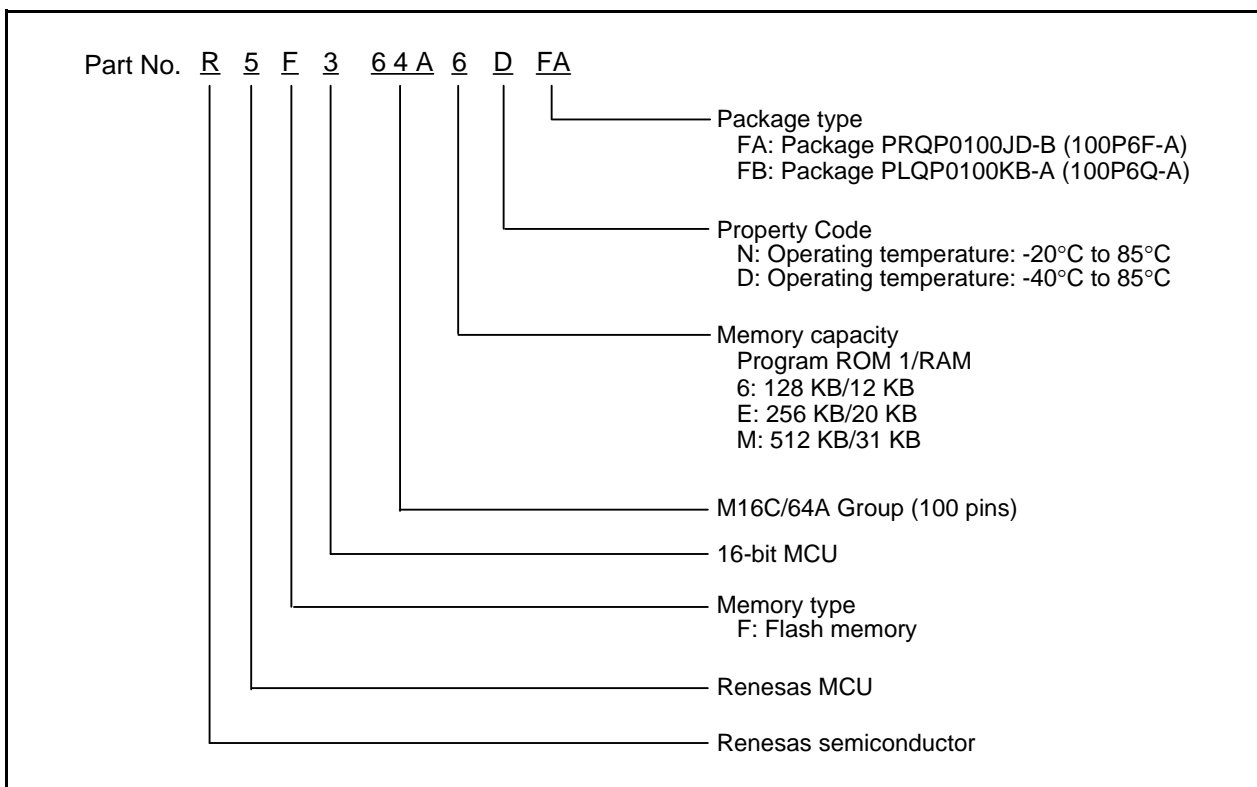 Part No. R 5 F 3 6 4 A 6 D FA
Package type
FA: Package PRQP0100JD-B (100P6F-A)
FB: Package PLQP0100KB-A (100P6Q-A)
Property Code
N: Operating temperature: -20°C to 85°C
D: Operating temperature: -40°C to 85°C
Memory capacity
Program ROM 1/RAM
6: 128 KB/12 KB
E: 256 KB/20 KB
M: 512 KB/31 KB
M16C/64A Group (100 pins)
16-bit MCU
Memory type
F: Flash memory
Renesas MCU
Renesas semiconductor